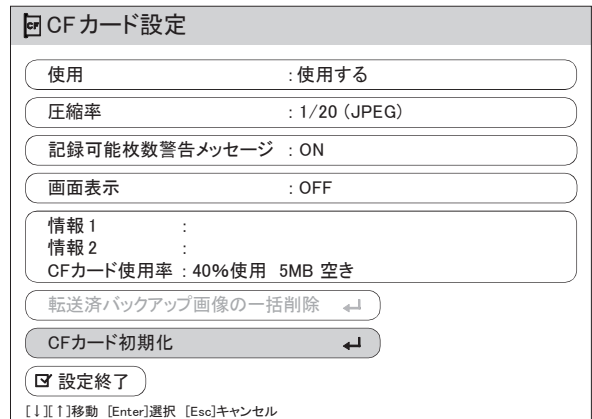 CF CFカード設定
使用 :使用する
圧縮率 :1/20 (JPEG)
記録可能枚数警告メッセージ :ON
画面表示 :OFF
情報1 :
情報2 :
CFカード使用率 :40%使用 5MB 空き
転送済バックアップ画像の一括削除 ↵
CFカード初期化 ↵
設定終了
[↓][↑]移動 [Enter]選択 [Esc]キャンセル